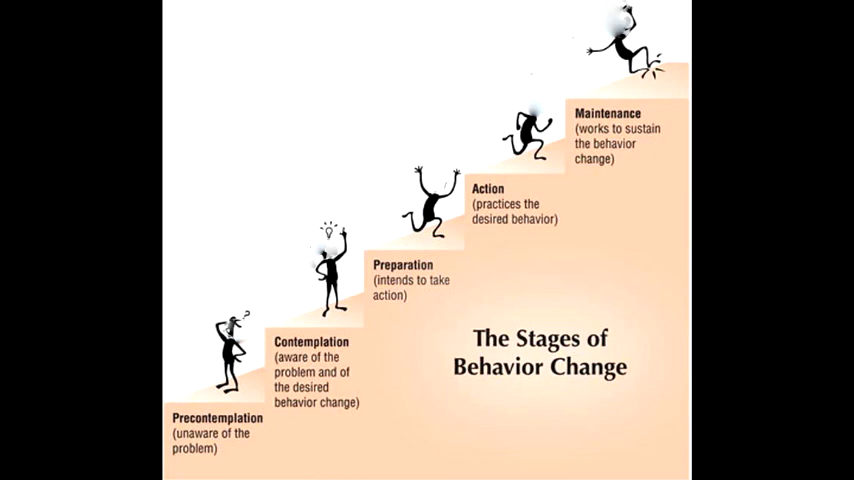 Maintenance
(works to sustain
the behavior
change)
Action
(practices the
desired behavior)
Preparation
(intends to take
action)
Contemplation
(aware of the
problem and of
the desired
behavior change)
Precontemplation
(unaware of the
problem)
The Stages of
Behavior Change
?